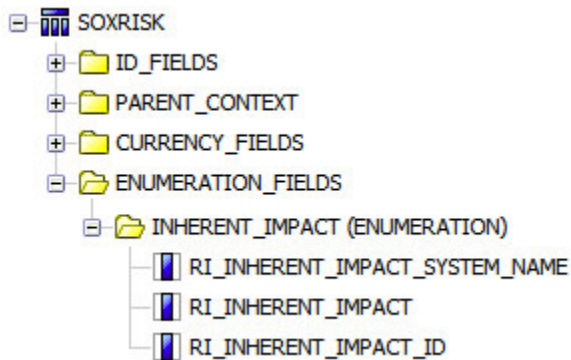 SOXRISK
ID_FIELDS
PARENT_CONTEXT
CURRENCY_FIELDS
ENUMERATION_FIELDS
INHERENT_IMPACT (ENUMERATION)
RI_INHERENT_IMPACT_SYSTEM_NAME
RI_INHERENT_IMPACT
RI_INHERENT_IMPACT_ID